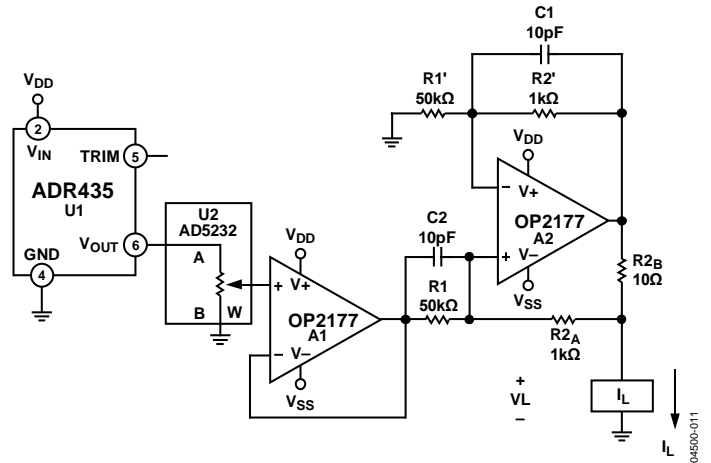 C1
10pF
R1'
50kΩ
R2'
1kΩ
VDD
2
VIN
TRIM 5
ADR435
U1
VOUT 6
GND
4
U2
AD5232
A
B W
VDD
+ V+
OP2177
A1
− V−
VSS
C2
10pF
R1
50kΩ
VDD
− V+
OP2177
A2
+ V−
VSS
R2B
10Ω
R2A
1kΩ
+
VL
−
IL
IL
04500-011